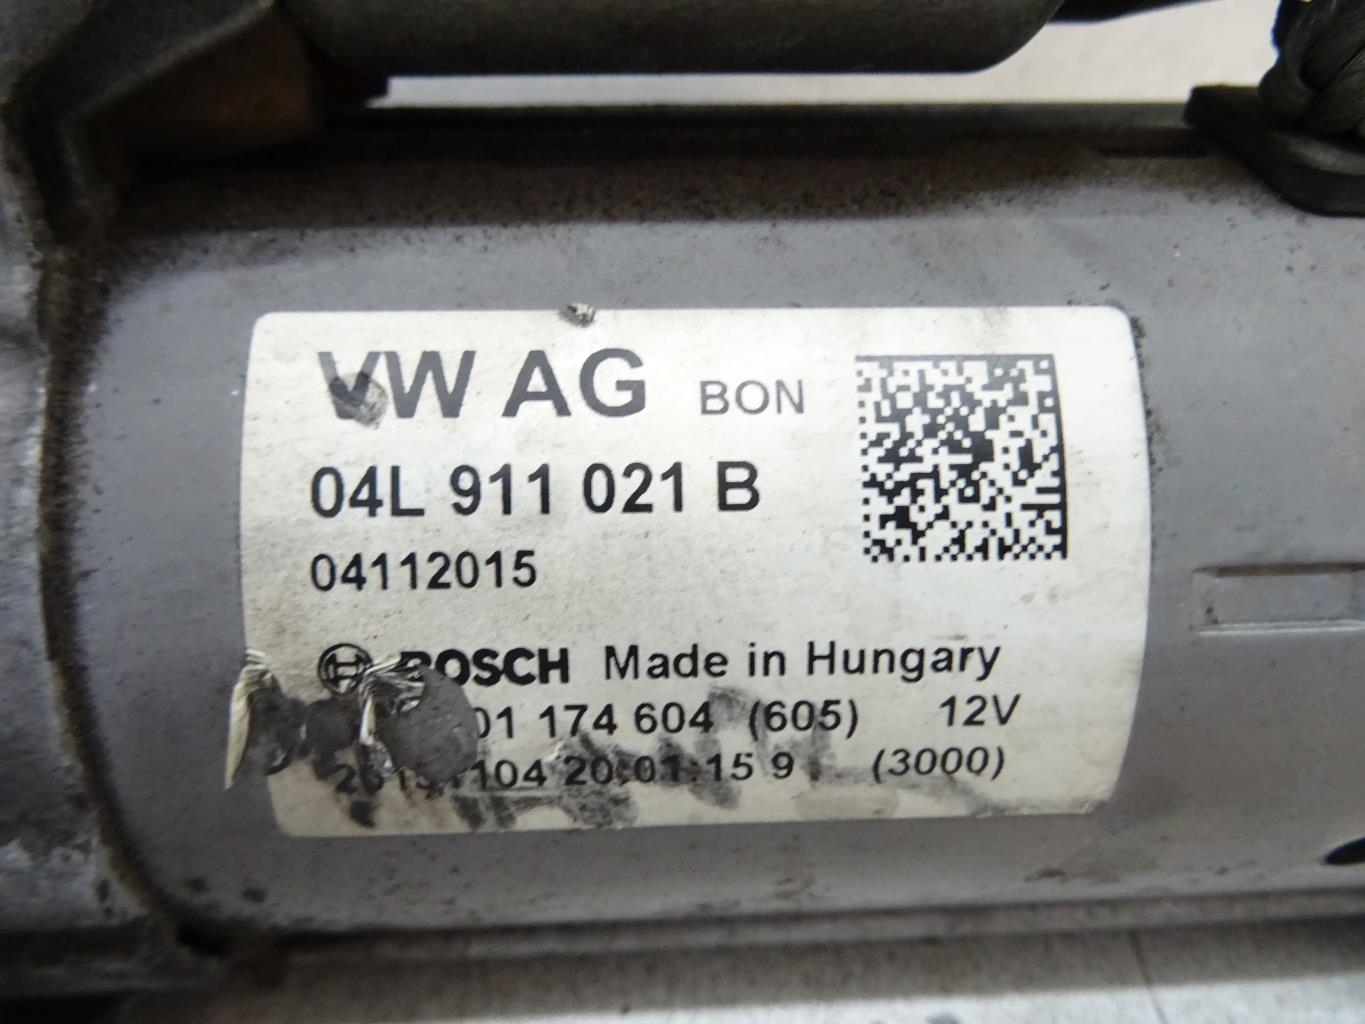 VW AG BON
04L 911 021 B
04112015
BOSCH Made in Hungary
01 174 604 (605) 12V
20151104 20:01:15 9 (3000)